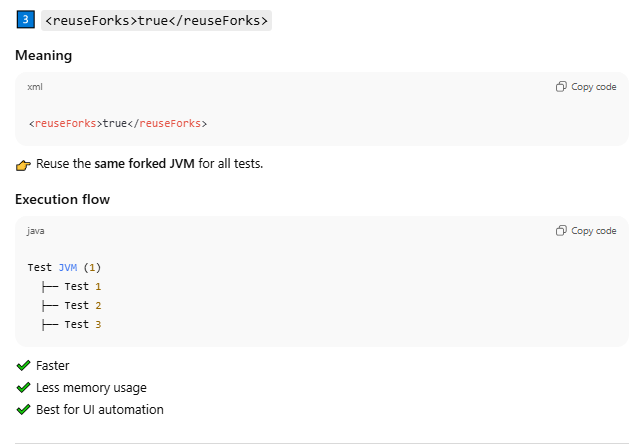 3 <reuseForks>true</reuseForks>
Meaning
xml
Copy code
<reuseForks>true</reuseForks>
👉 Reuse the same forked JVM for all tests.
Execution flow
java
Copy code
Test JVM (1)
├── Test 1
├── Test 2
├── Test 3
✔ Faster
✔ Less memory usage
✔ Best for UI automation